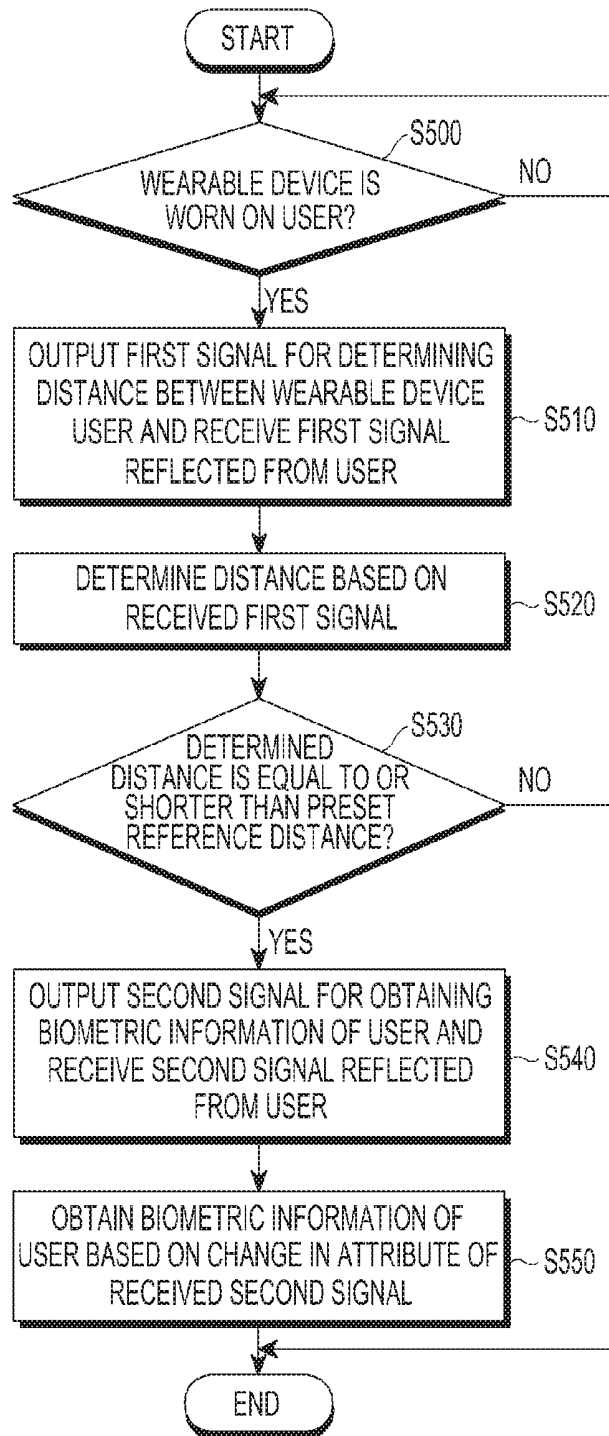 START
S500
WEARABLE DEVICE IS
WORN ON USER?
NO
YES
OUTPUT FIRST SIGNAL FOR DETERMINING
DISTANCE BETWEEN WEARABLE DEVICE
USER AND RECEIVE FIRST SIGNAL
REFLECTED FROM USER
S510
DETERMINE DISTANCE BASED ON
RECEIVED FIRST SIGNAL
S520
S530
DETERMINED
DISTANCE IS EQUAL TO OR
SHORTER THAN PRESET
REFERENCE DISTANCE?
NO
YES
OUTPUT SECOND SIGNAL FOR OBTAINING
BIOMETRIC INFORMATION OF USER AND
RECEIVE SECOND SIGNAL REFLECTED
FROM USER
S540
OBTAIN BIOMETRIC INFORMATION OF
USER BASED ON CHANGE IN ATTRIBUTE OF
RECEIVED SECOND SIGNAL
S550
END